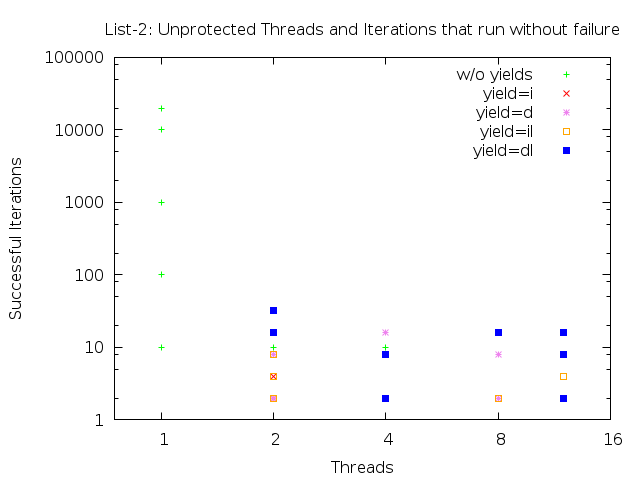 List-2: Unprotected Threads and Iterations that run without failure
100000
10000
1000
100
10
1
Successful Iterations
w/o yields
yield=i
yield=d
yield=il
yield=dl
1 2 4 8 16
Threads